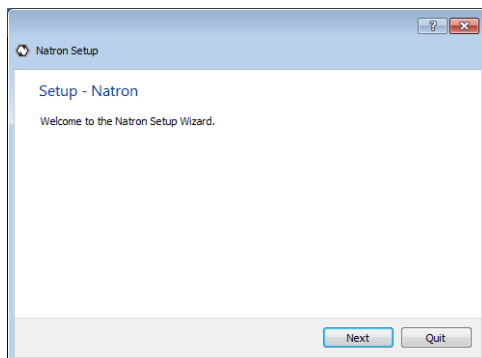 ?
Natron Setup
Setup - Natron
Welcome to the Natron Setup Wizard.
Next Quit